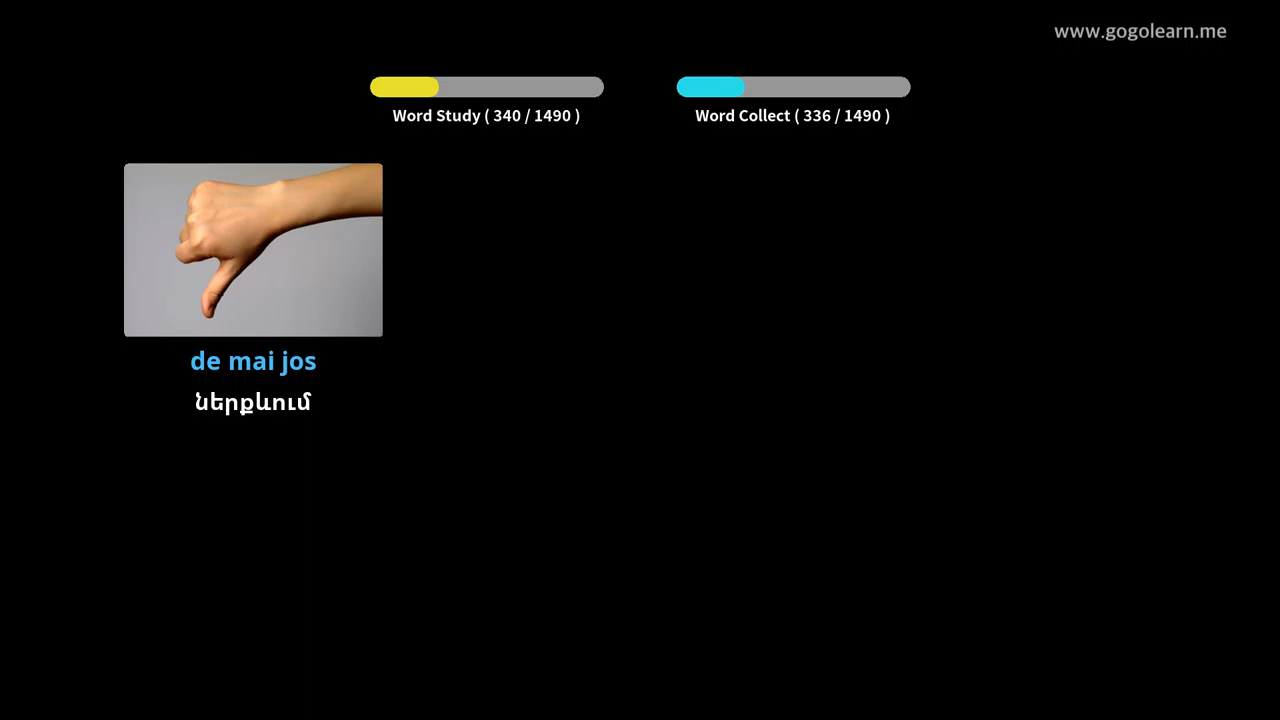 www.gogolearn.me
Word Study ( 340 / 1490 )
Word Collect ( 336 / 1490 )
de mai jos
ներքևում